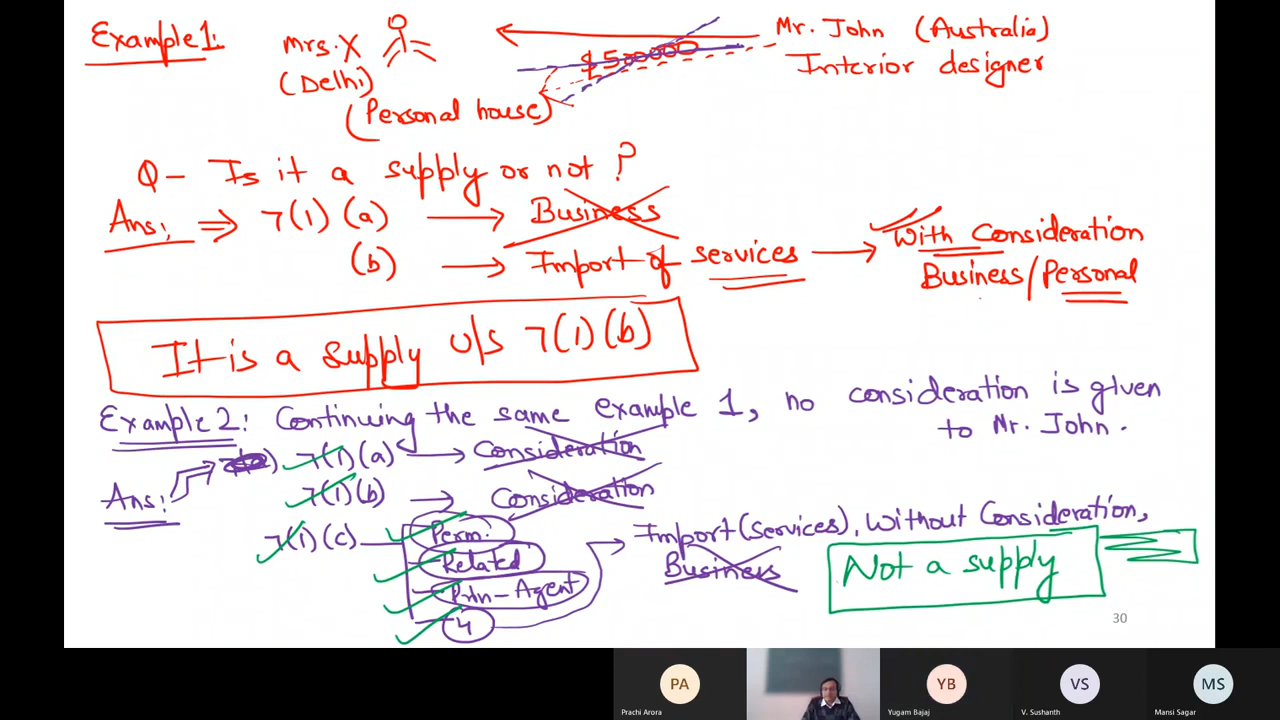 Example 1:
Mrs. X
(Delhi)
(Personal house)
$500000
Mr. John (Australia)
Interior designer
Q- Is it a supply or not?
Ans: ⇒ 7(1) (a) → Business
(b) → Import of services → With Consideration
Business/Personal
It is a supply u/s 7(1)(b)
Example 2: Continuing the same example 1, no consideration is given
to Mr. John.
Ans: 7(1)(a) → Consideration
7(1)(b) → Consideration
7(1)(c) Perm.
Related
Prin-Agent
4
Import (Services), Without Consideration,
Business
Not a supply
30
PA
YB
VS
MS
Prachi Arora
Yugam Bajaj
V. Sushanth
Mansi Sagar